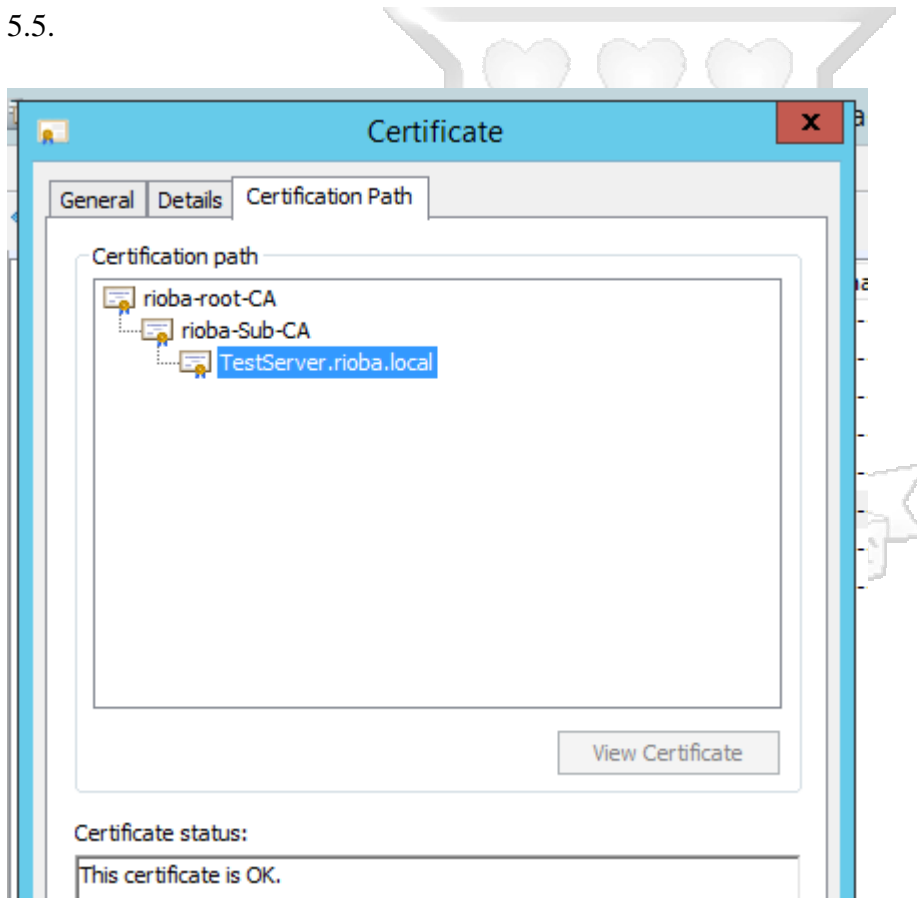 5.5.
Certificate
x
General Details Certification Path
Certification path
rioba-root-CA
rioba-Sub-CA
TestServer.rioba.local
View Certificate
Certificate status:
This certificate is OK.